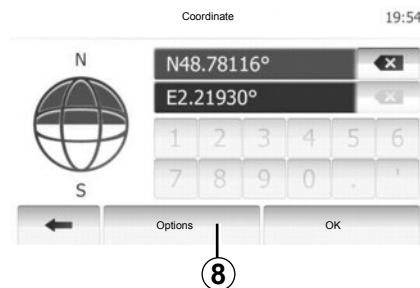 Coordinate 19:54
N
N48.78116°
E2.21930°
1 2 3 4 5 6
7 8 9 0 . '
S
Options OK
8